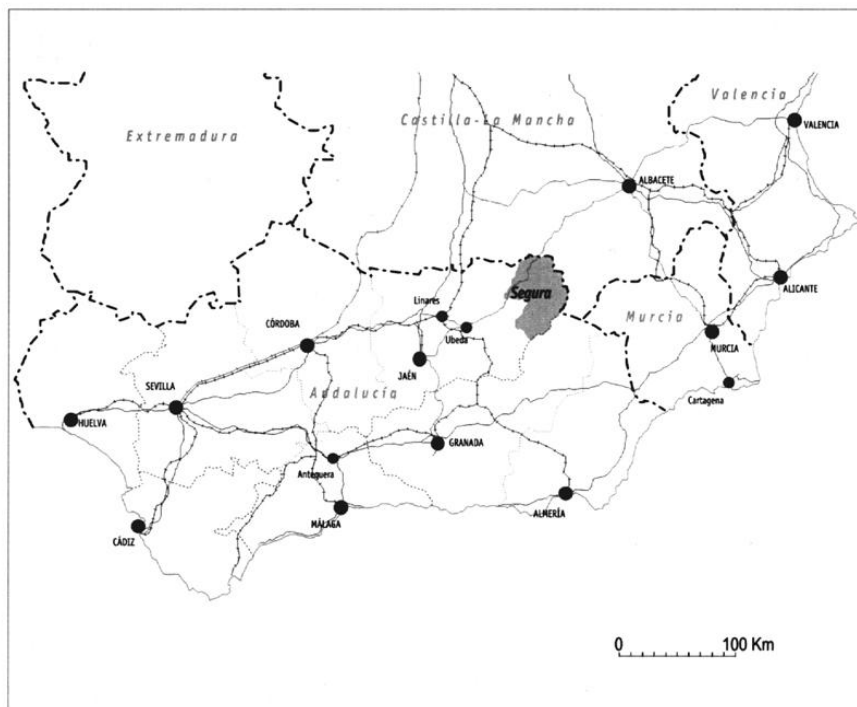 Valencia
VALENCIA
Extremadura
Castilla-La Mancha
ALBACETE
ALICANTE
Segura
Linares
Murcia
CÓRDOBA
Ubeda
MURCIA
JAÉN
SEVILLA
Andalucía
Cartagena
HUELVA
GRANADA
Antequera
MÁLAGA
ALMERÍA
CÁDIZ
0 100 Km